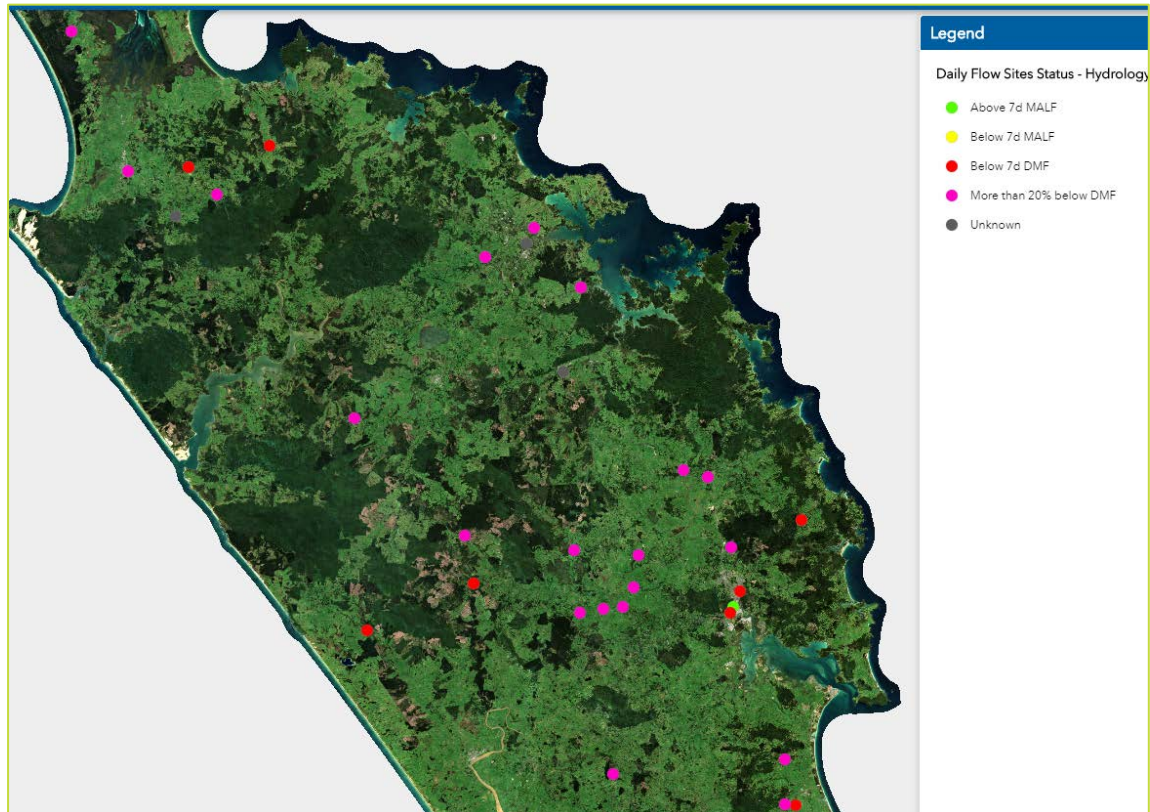 Legend
Daily Flow Sites Status - Hydrology
Above 7d MALF
Below 7d MALF
Below 7d DMF
More than 20% below DMF
Unknown